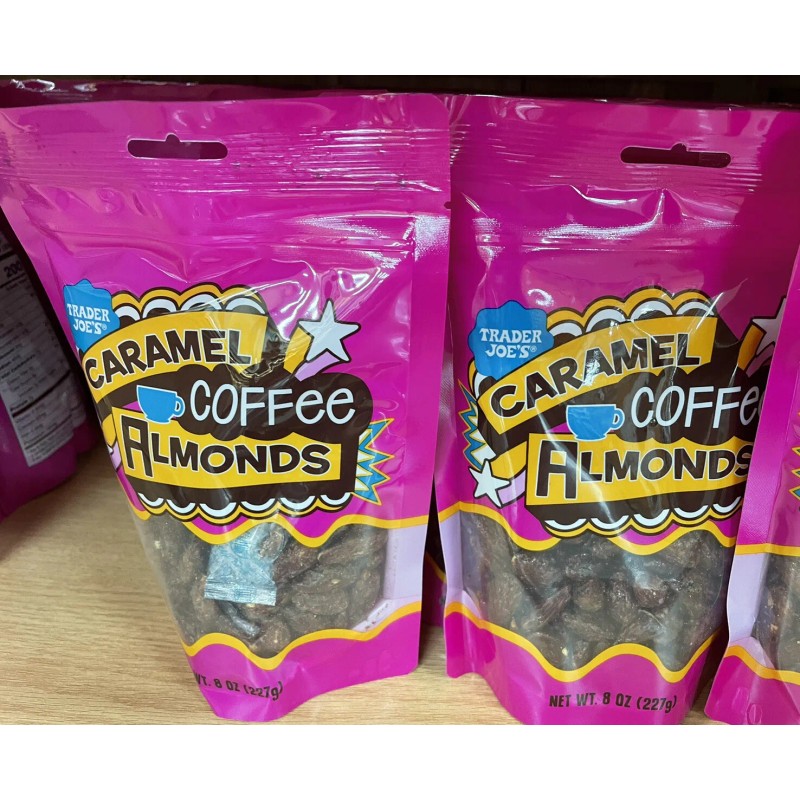 TRADER
JOE'S®
CARAMEL
COFFee
ALMONDS
WT. 8 OZ (227g)
TRADER
JOE'S®
CARAMEL
COFFe
ALMONDS
NET WT. 8 OZ (227g)
200